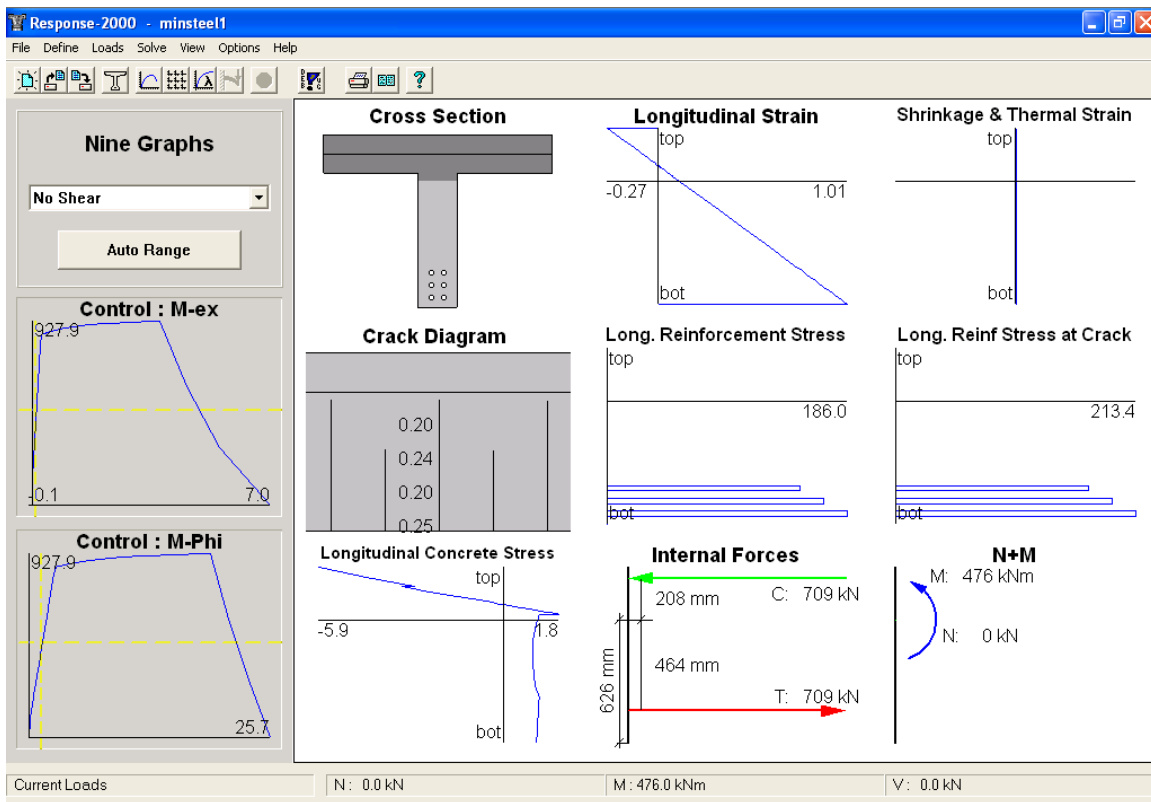 Response-2000 - minsteel1
File Define Loads Solve View Options Help
Nine Graphs
No Shear
Auto Range
Control : M-ex
927.9
-0.1 7.0
Control : M-Phi
927.9
25.7
Cross Section
Longitudinal Strain
top
-0.27 1.01
bot
Shrinkage & Thermal Strain
top
bot
Crack Diagram
0.20
0.24
0.20
0.25
Long. Reinforcement Stress
top
186.0
bot
Long. Reinf Stress at Crack
top
213.4
bot
Longitudinal Concrete Stress
top
-5.9 1.8
bot
Internal Forces
208 mm C: 709 kN
464 mm
626 mm
T: 709 kN
N+M
M: 476 kNm
N: 0 kN
Current Loads N : 0.0 kN M : 476.0 kNm V : 0.0 kN